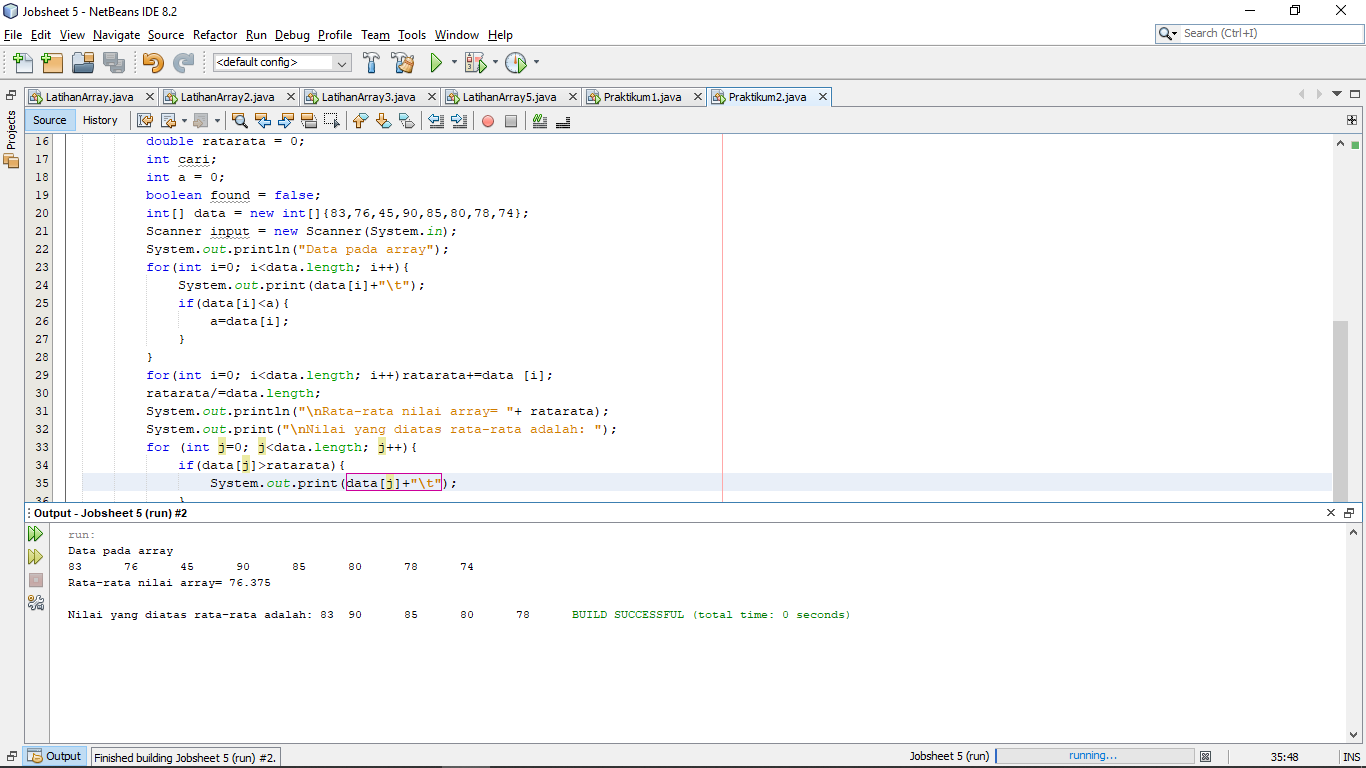 Jobsheet 5 - NetBeans IDE 8.2
File Edit View Navigate Source Refactor Run Debug Profile Team Tools Window Help
Search (Ctrl+I)
<default config>
LatihanArray.java LatihanArray2.java LatihanArray3.java LatihanArray5.java Praktikum1.java Praktikum2.java
Projects
Source History
16 double ratarata = 0;
17 int cari;
18 int a = 0;
19 boolean found = false;
20 int[] data = new int[]{83,76,45,90,85,80,78,74};
21 Scanner input = new Scanner(System.in);
22 System.out.println("Data pada array");
23 for(int i=0; i<data.length; i++){
24 System.out.print(data[i]+"\t");
25 if(data[i]<a){
26 a=data[i];
27 }
28 }
29 for(int i=0; i<data.length; i++)ratarata+=data [i];
30 ratarata/=data.length;
31 System.out.println("\nRata-rata nilai array= "+ ratarata);
32 System.out.print("\nNilai yang diatas rata-rata adalah: ");
33 for (int j=0; j<data.length; j++){
34 if(data[j]>ratarata){
35 System.out.print(data[j]+"\t");
36 }
Output - Jobsheet 5 (run) #2
run:
Data pada array
83 76 45 90 85 80 78 74
Rata-rata nilai array= 76.375
Nilai yang diatas rata-rata adalah: 83 90 85 80 78 BUILD SUCCESSFUL (total time: 0 seconds)
Output
Finished building Jobsheet 5 (run) #2.
Jobsheet 5 (run) running... 35:48 INS